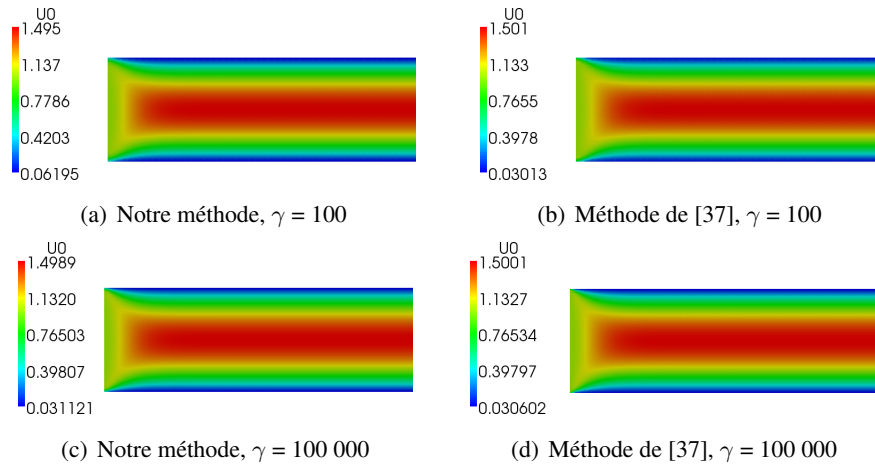 U0
1.495
1.137
0.7786
0.4203
0.06195
(a) Notre méthode, γ = 100
U0
1.501
1.133
0.7655
0.3978
0.03013
(b) Méthode de [37], γ = 100
U0
1.4989
1.1320
0.76503
0.39807
0.031121
(c) Notre méthode, γ = 100 000
U0
1.5001
1.1327
0.76534
0.39797
0.030602
(d) Méthode de [37], γ = 100 000